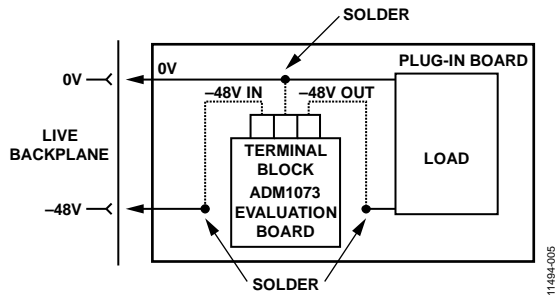 SOLDER
PLUG-IN BOARD
0V
0V
–48V IN
–48V OUT
LIVE
BACKPLANE
TERMINAL
BLOCK
ADM1073
EVALUATION
BOARD
LOAD
–48V
SOLDER
11494-005